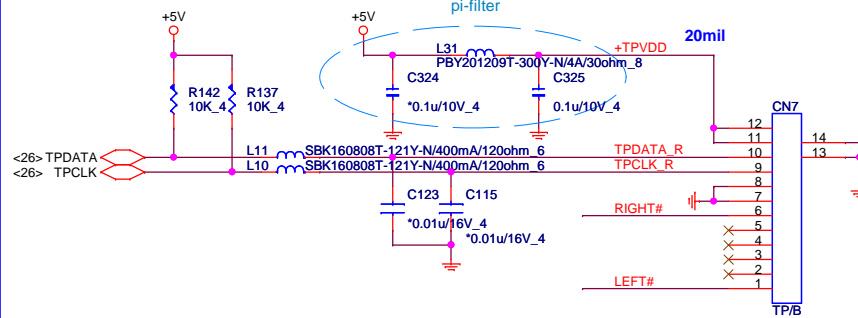 pi-filter
+5V
+5V
L31
+TPVDD
20mil
PBY201209T-300Y-N/4A/30ohm_8
R142
10K_4
R137
10K_4
C324
*0.1u/10V_4
C325
0.1u/10V_4
CN7
12
11
10
9
8
7
6
5
4
3
2
1
14
13
<26> TPDATA
L11
SBK160808T-121Y-N/400mA/120ohm_6
TPDATA_R
<26> TPCLK
L10
SBK160808T-121Y-N/400mA/120ohm_6
TPCLK_R
C123
*0.01u/16V_4
C115
*0.01u/16V_4
RIGHT#
LEFT#
TP/B